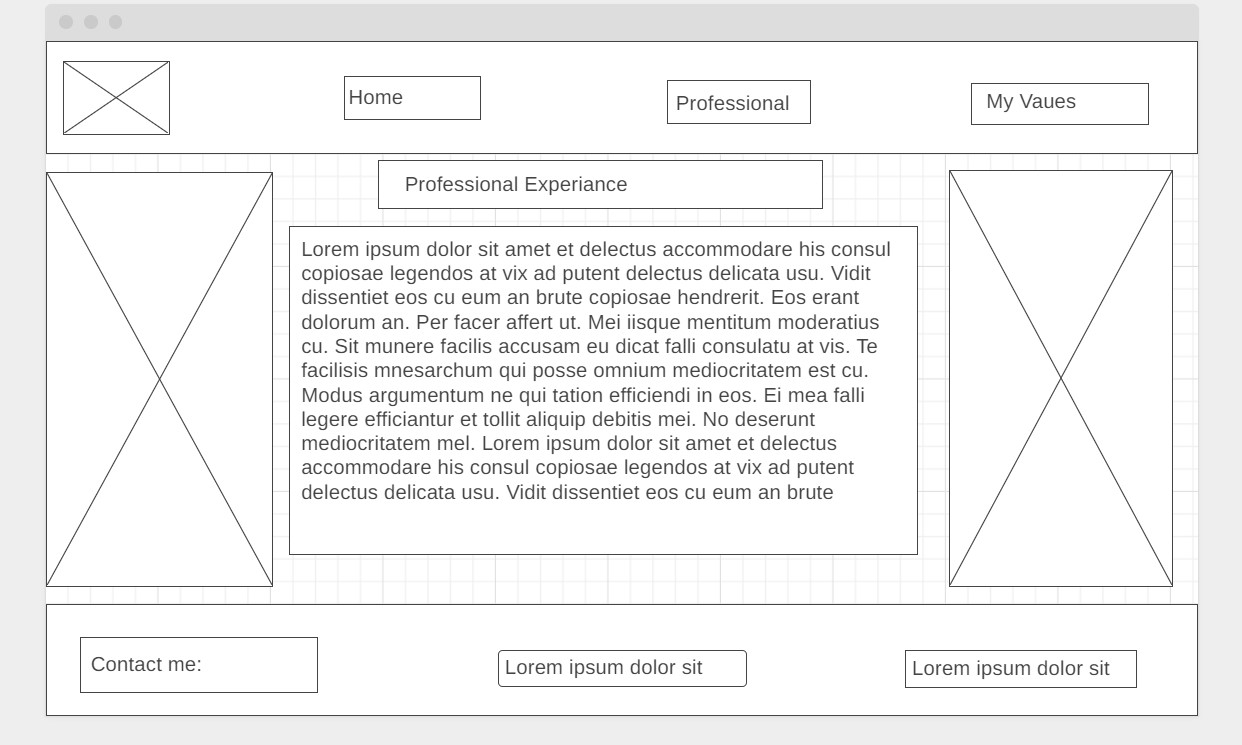 Home
Professional
My Vaues
Professional Experiance
Lorem ipsum dolor sit amet et delectus accommodare his consul
copiosae legendos at vix ad putent delectus delicata usu. Vidit
dissentiet eos cu eum an brute copiosae hendrerit. Eos erant
dolorum an. Per facer affert ut. Mei iisque mentitum moderatius
cu. Sit munere facilis accusam eu dicat falli consulatu at vis. Te
facilisis mnesarchum qui posse omnium mediocritatem est cu.
Modus argumentum ne qui tation efficiendi in eos. Ei mea falli
legere efficiantur et tollit aliquip debitis mei. No deserunt
mediocritatem mel. Lorem ipsum dolor sit amet et delectus
accommodare his consul copiosae legendos at vix ad putent
delectus delicata usu. Vidit dissentiet eos cu eum an brute
Contact me:
Lorem ipsum dolor sit
Lorem ipsum dolor sit